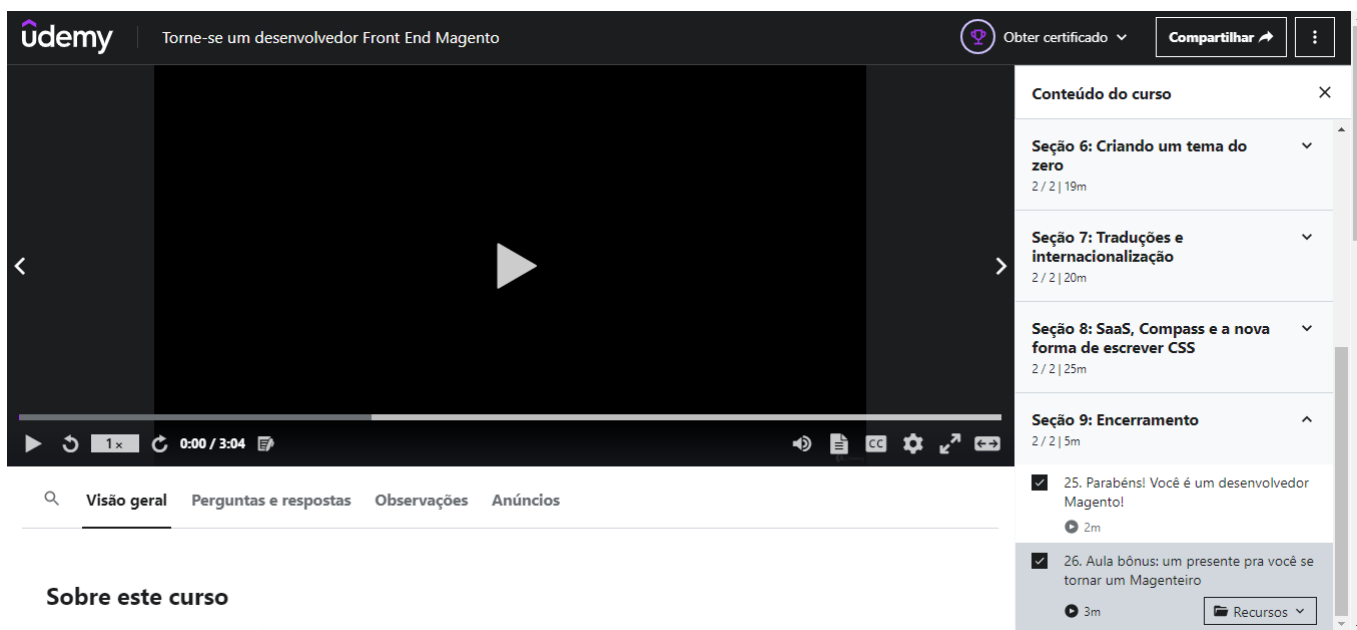 ûdemy
Torne-se um desenvolvedor Front End Magento
Obter certificado
Compartilhar
Conteúdo do curso
Seção 6: Criando um tema do
zero
2 / 2 | 19m
Seção 7: Traduções e
internacionalização
2 / 2 | 20m
Seção 8: SaaS, Compass e a nova
forma de escrever CSS
2 / 2 | 25m
Seção 9: Encerramento
2 / 2 | 5m
25. Parabéns! Você é um desenvolvedor
Magento!
2m
26. Aula bônus: um presente pra você se
tornar um Magenteiro
3m
Recursos
1x
0:00 / 3:04
CC
Visão geral
Perguntas e respostas
Observações
Anúncios
Sobre este curso